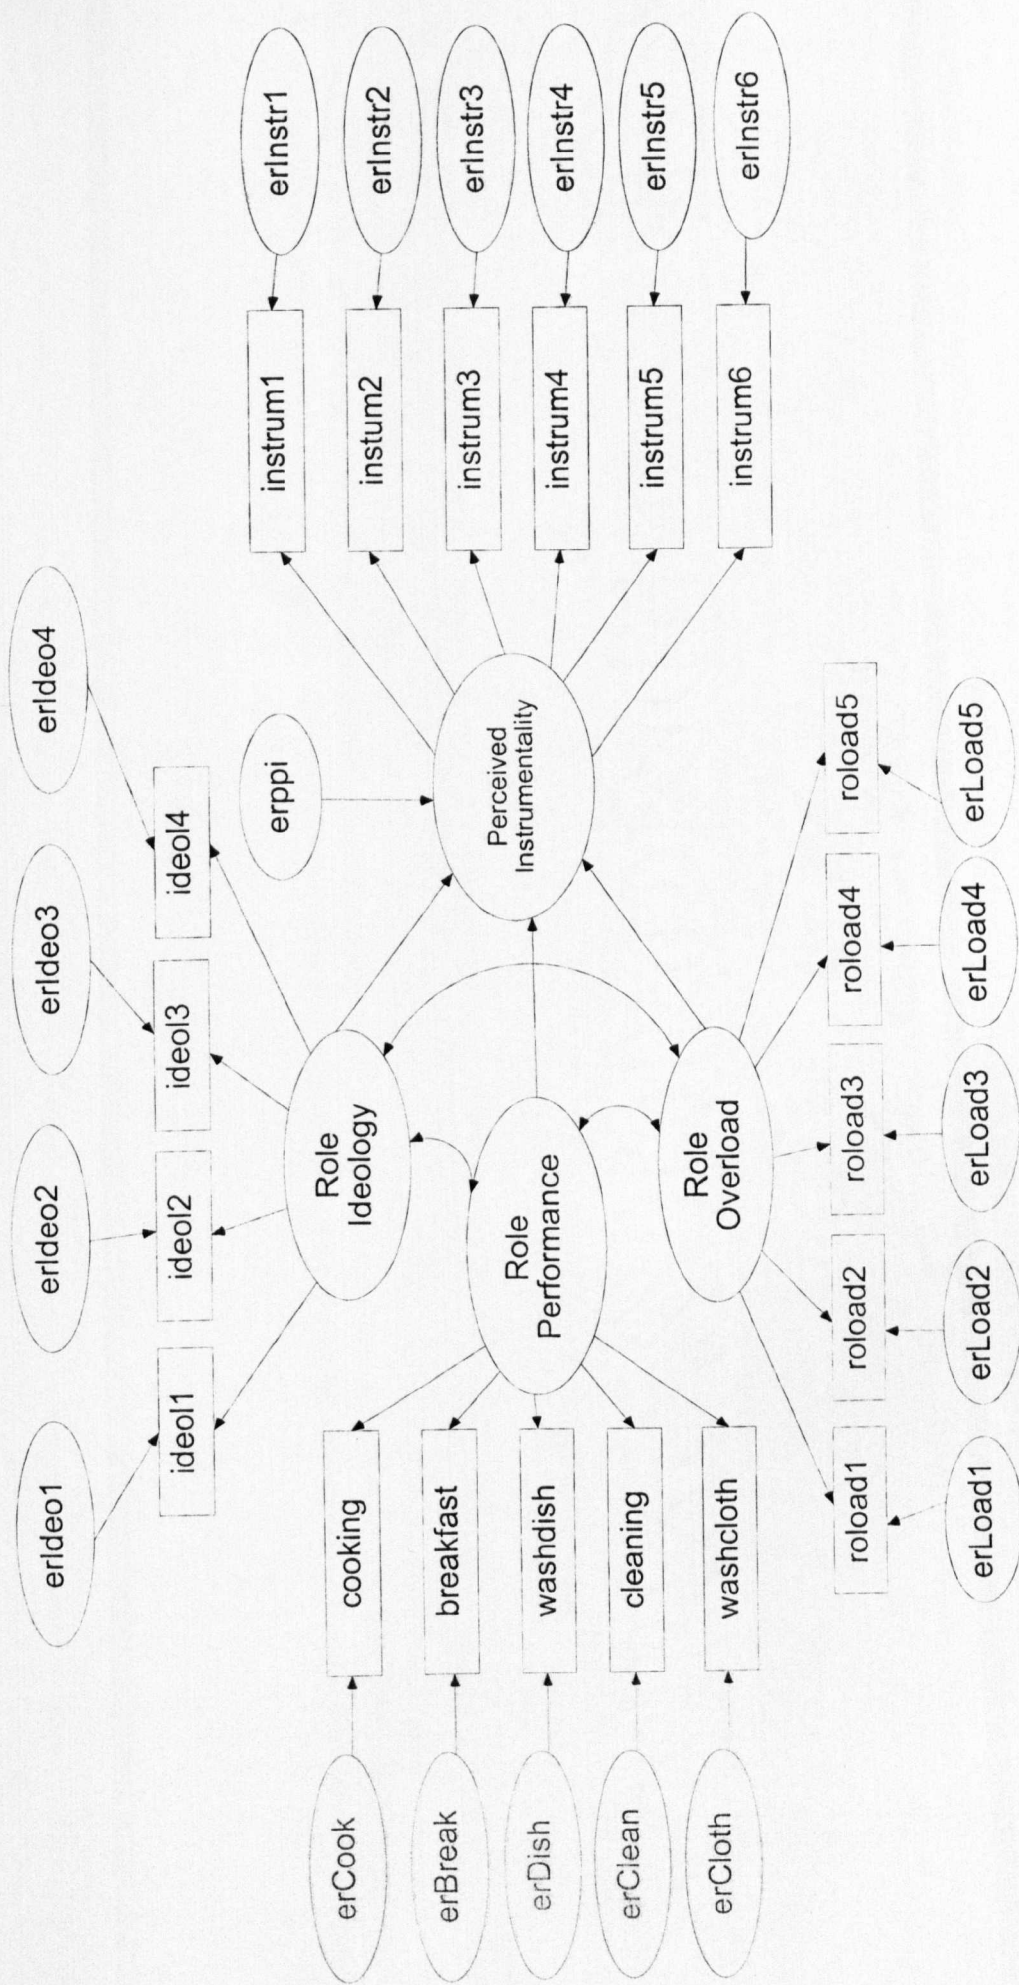 erIdeo1
erIdeo2
erIdeo3
erIdeo4
ideol1
ideol2
ideol3
ideol4
erppi
erCook
cooking
Role
Ideology
instrum1
erInstr1
erBreak
breakfast
instum2
erInstr2
erDish
washdish
Role
Performance
Perceived
Instrumentality
instrum3
erInstr3
instrum4
erInstr4
erClean
cleaning
instrum5
erInstr5
erCloth
washcloth
Role
Overload
instrum6
erInstr6
roload1
roload2
roload3
roload4
roload5
erLoad1
erLoad2
erLoad3
erLoad4
erLoad5